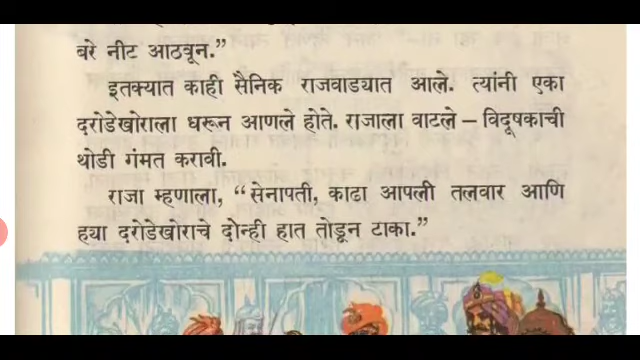 बरे नीट आठवून.”
इतक्यात काही सैनिक राजवाड्यात आले. त्यांनी एका
दरोडेखोराला धरून आणले होते. राजाला वाटले – विदूषकाची
थोडी गंमत करावी.
राजा म्हणाला, “ सेनापती, काढा आपली तलवार आणि
ह्या दरोडेखोराचे दोन्ही हात तोडून टाका.”